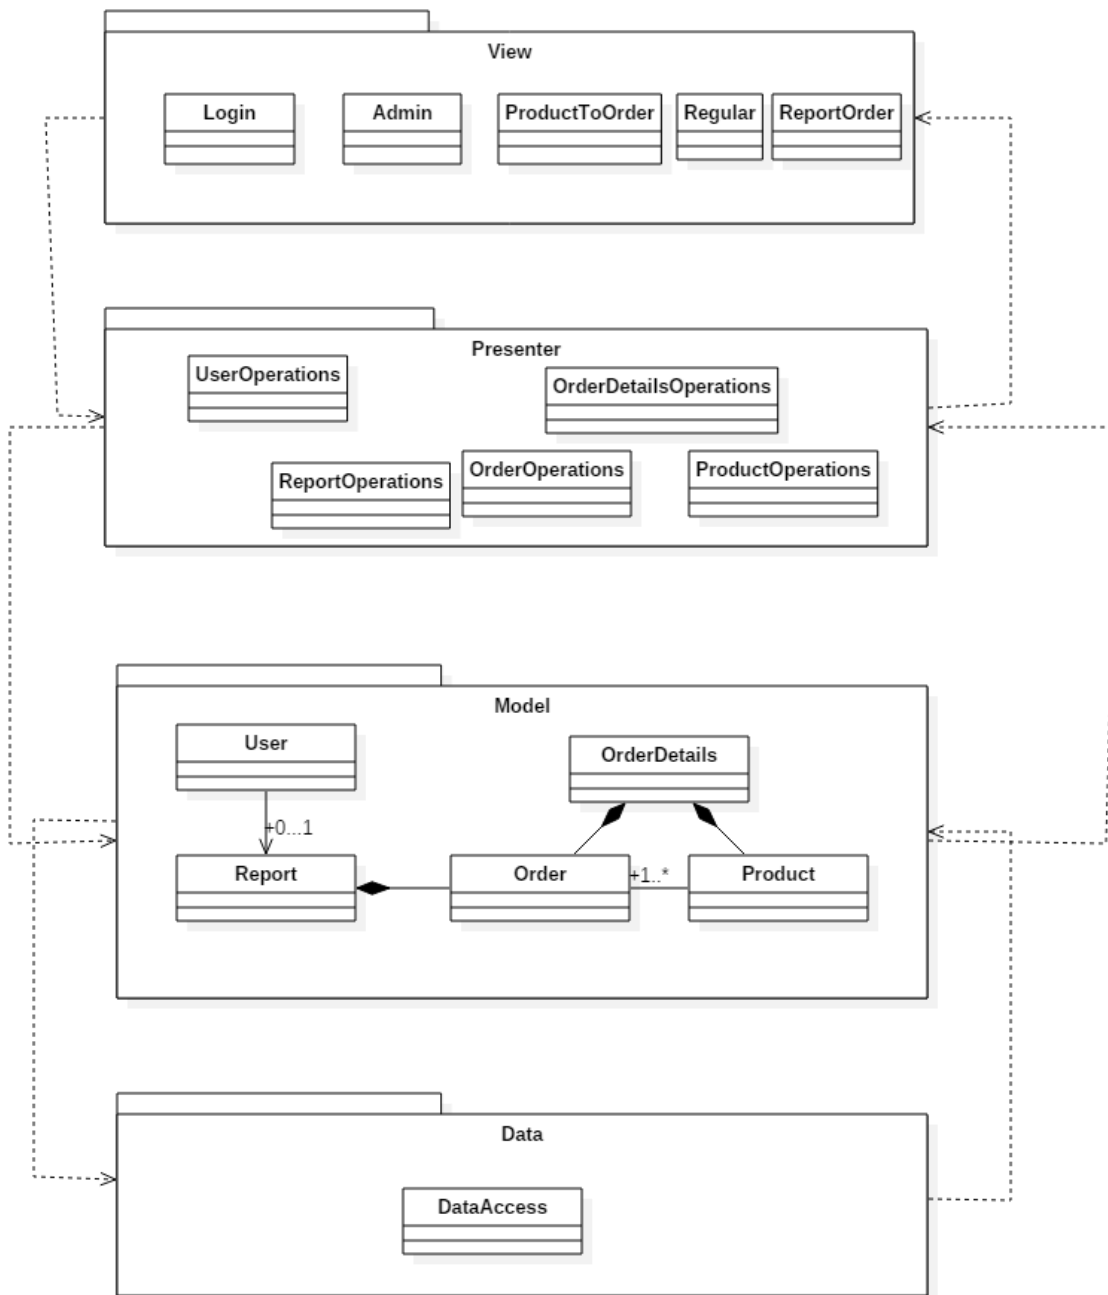 View
Login
Admin
ProductToOrder
Regular
ReportOrder
Presenter
UserOperations
OrderDetailsOperations
ReportOperations
OrderOperations
ProductOperations
Model
User
OrderDetails
+0...1
Report
Order
+1..*
Product
Data
DataAccess